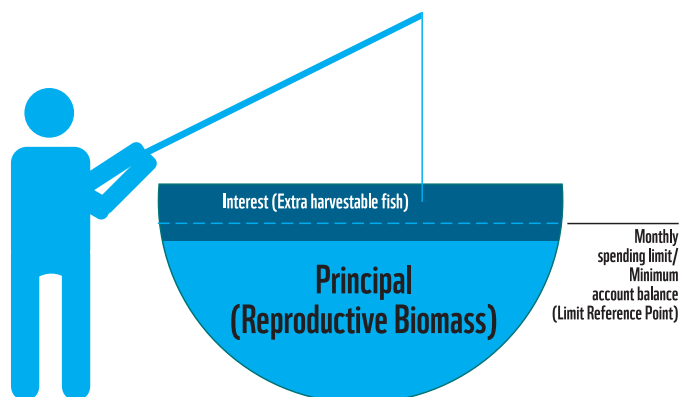 Interest (Extra harvestable fish)
Principal
(Reproductive Biomass)
Monthly
spending limit/
Minimum
account balance
(Limit Reference Point)